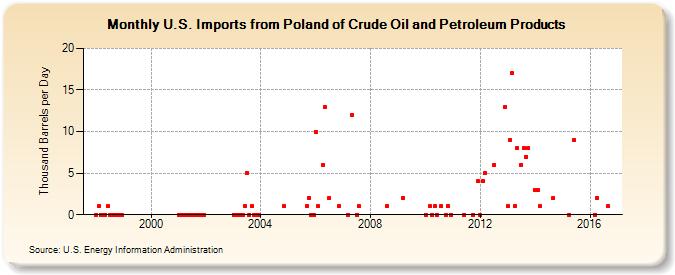 Monthly U.S. Imports from Poland of Crude Oil and Petroleum Products
Thousand Barrels per Day
20
15
10
5
0
2000 2004 2008 2012 2016
Source: U.S. Energy Information Administration